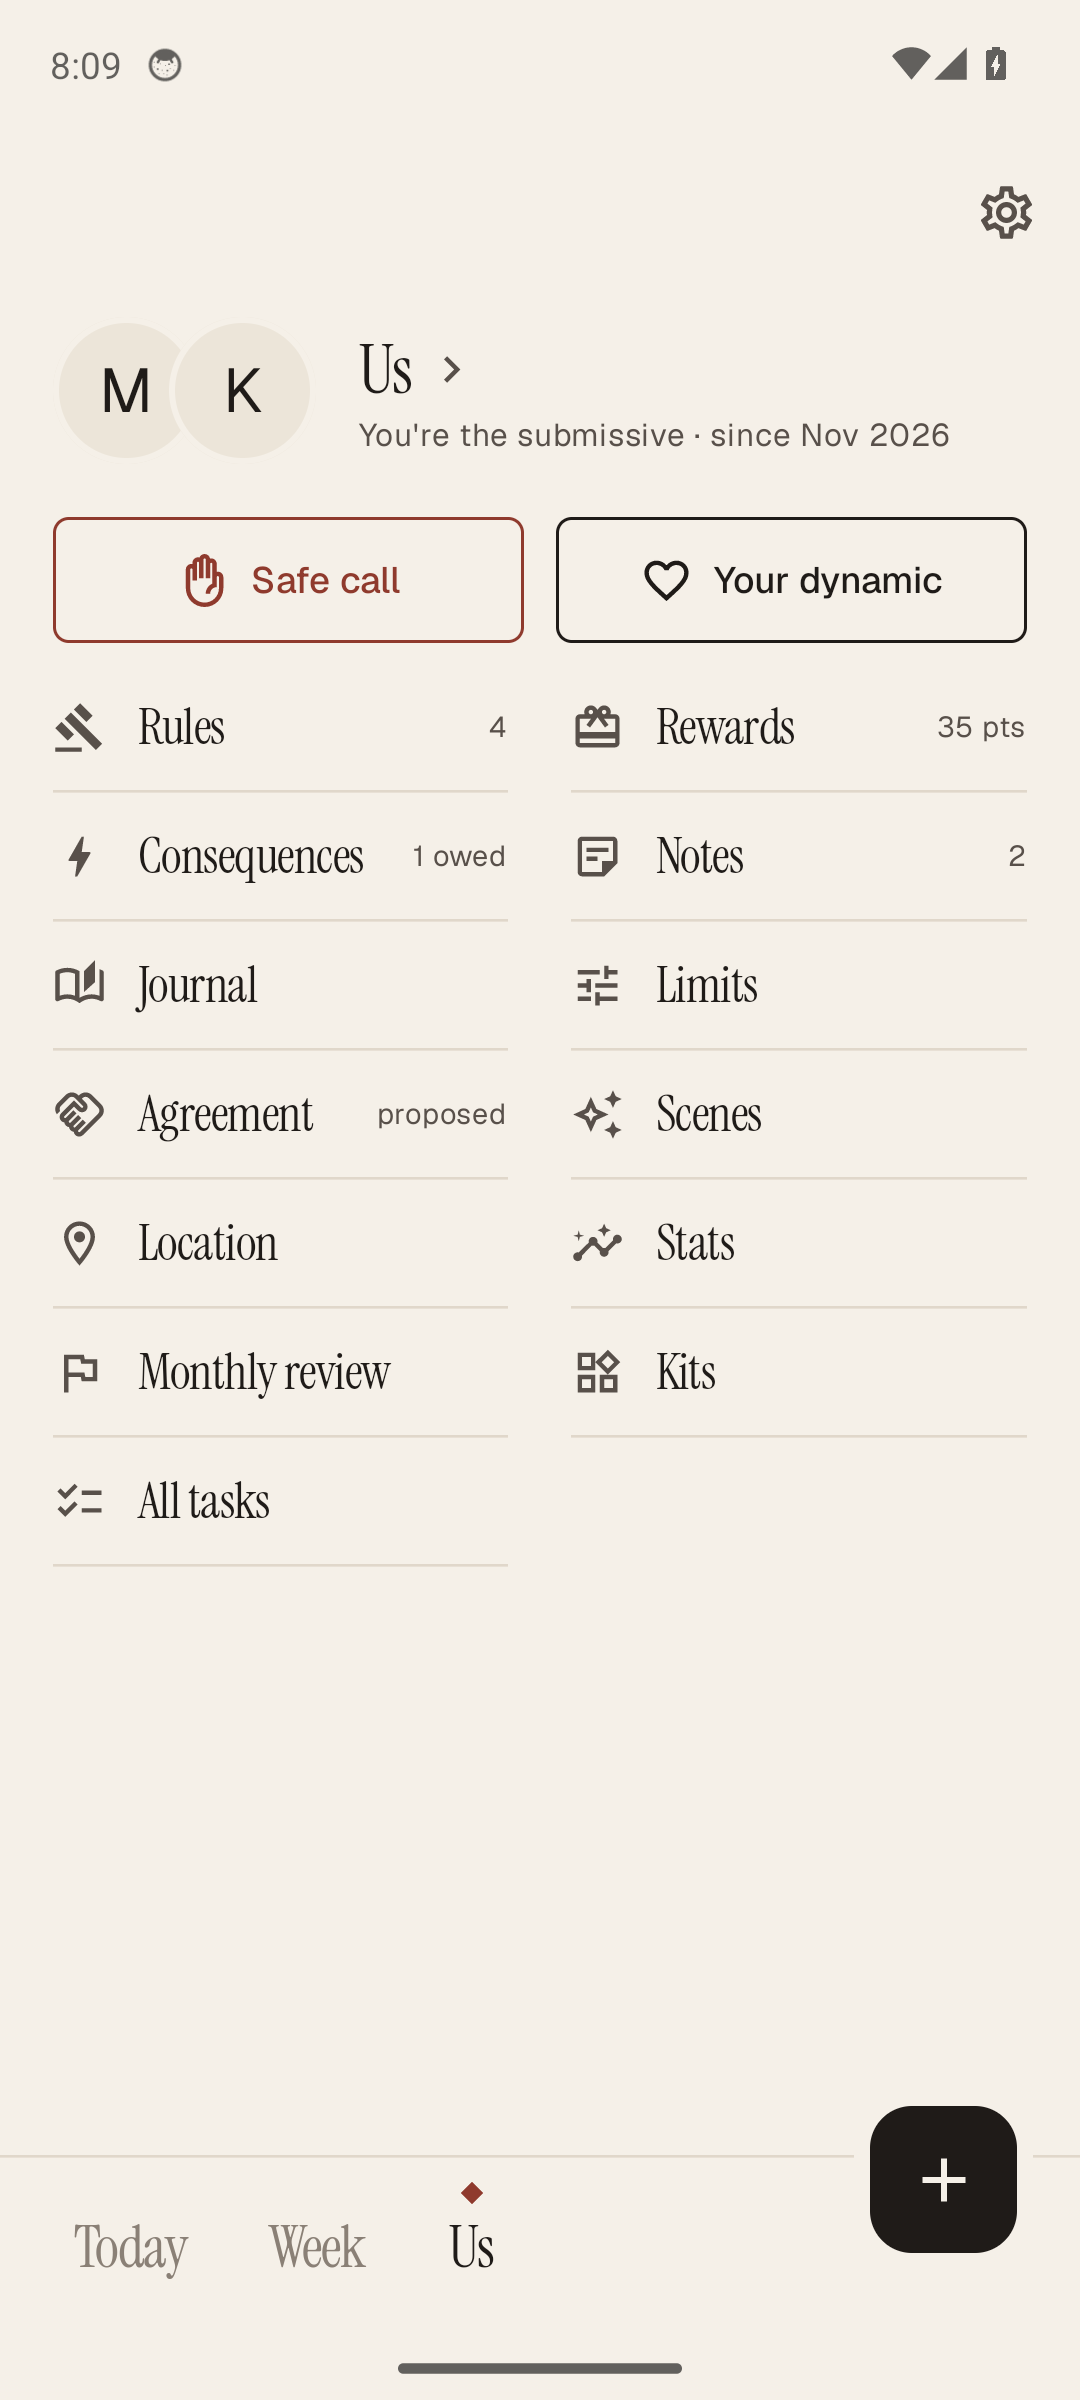 8:09
M K
Us
You're the submissive · since Nov 2026
Safe call
Your dynamic
Rules 4
Rewards 35 pts
Consequences 1 owed
Notes 2
Journal
Limits
Agreement proposed
Scenes
Location
Stats
Monthly review
Kits
All tasks
Today Week Us